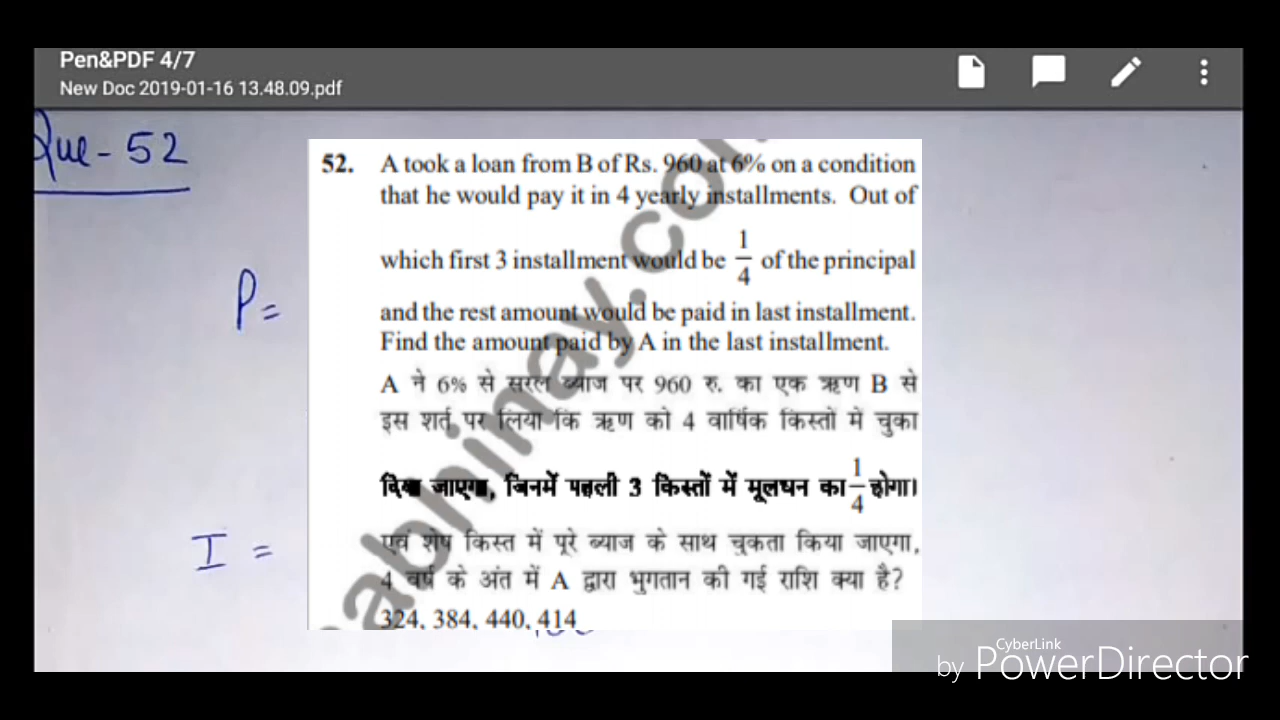 Pen&PDF 4/7
New Doc 2019-01-16 13.48.09.pdf
Que-52
52. A took a loan from B of Rs. 960 at 6% on a condition
that he would pay it in 4 yearly installments. Out of
which first 3 installment would be 1/4 of the principal
and the rest amount would be paid in last installment.
Find the amount paid by A in the last installment.
A ने 6% से सरल ब्याज पर 960 रु. का एक ऋण B से
इस शर्त पर लिया कि ऋण को 4 वार्षिक किस्तों में चुका
दिया जाएगा, जिनमें पहली 3 किस्तों में मूलधन का 1/4 होगा।
एवं शेष किस्त में पूरे ब्याज के साथ चुकता किया जाएगा,
4 वर्ष के अंत में A द्वारा भुगतान की गई राशि क्या है?
324, 384, 440, 414
P=
I =
abhinay.com
CyberLink
by PowerDirector